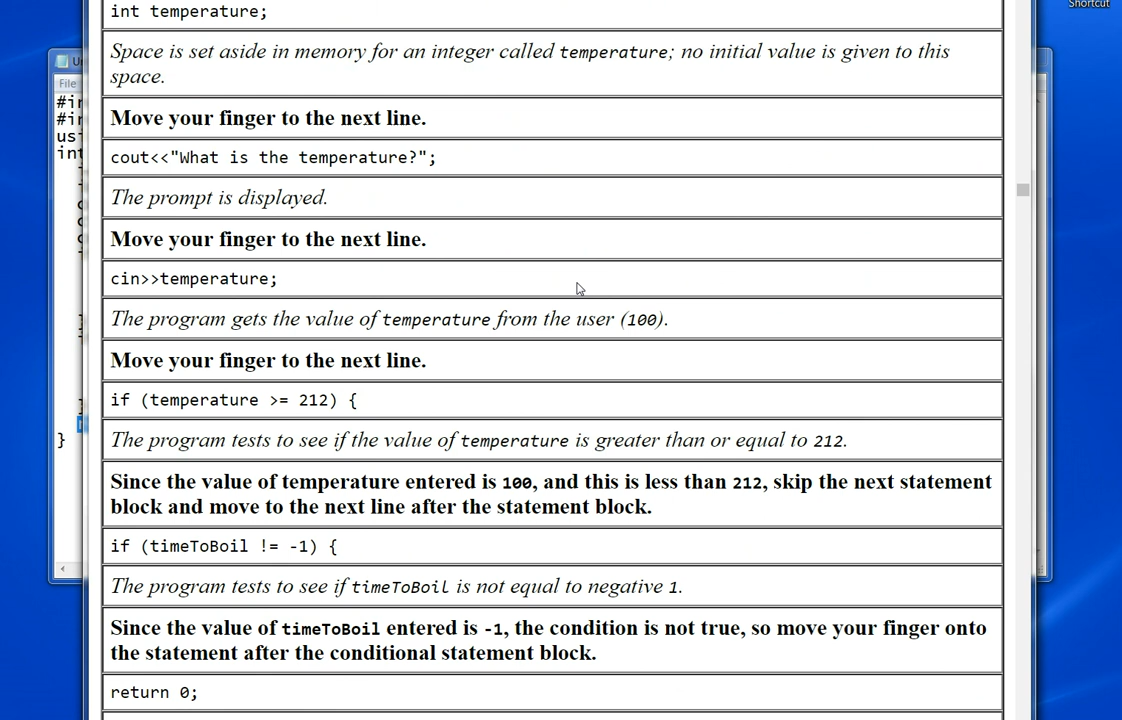 Shortcut
int temperature;
Space is set aside in memory for an integer called temperature; no initial value is given to this
space.
Move your finger to the next line.
cout<<"What is the temperature?";
The prompt is displayed.
Move your finger to the next line.
cin>>temperature;
The program gets the value of temperature from the user (100).
Move your finger to the next line.
if (temperature >= 212) {
The program tests to see if the value of temperature is greater than or equal to 212.
Since the value of temperature entered is 100, and this is less than 212, skip the next statement
block and move to the next line after the statement block.
if (timeToBoil != -1) {
The program tests to see if timeToBoil is not equal to negative 1.
Since the value of timeToBoil entered is -1, the condition is not true, so move your finger onto
the statement after the conditional statement block.
return 0;
File
}